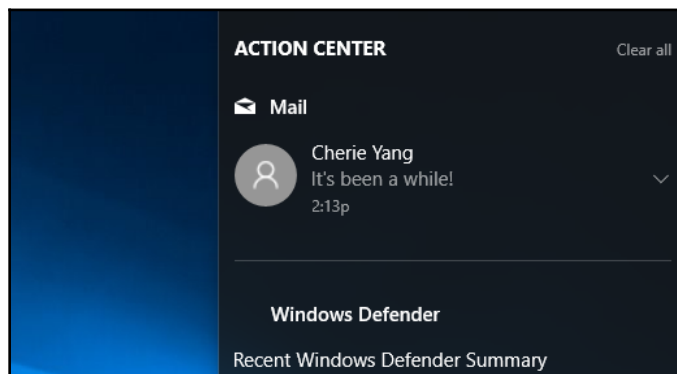 ACTION CENTER
Clear all
Mail
Cherie Yang
It's been a while!
2:13p
Windows Defender
Recent Windows Defender Summary